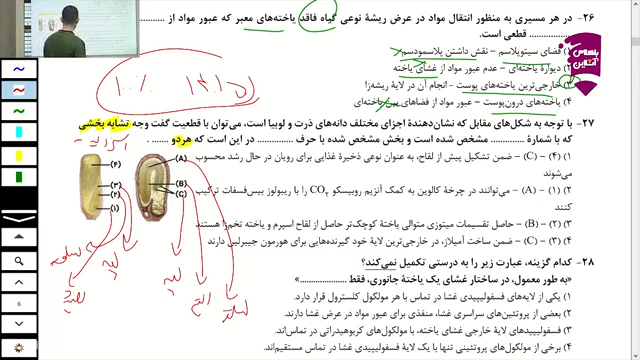 ۲۶- در هر مسیری به منظور انتقال مواد در عرض ریشهٔ نوعی گیاه فاقد یاخته‌های معبر که عبور مواد از ...............
............... قطعی است.
۱) فضای سیتوپلاسم – نقش داشتن پلاسمودسم
۲) دیوارهٔ یاخته‌ای – عدم عبور مواد از غشای یاخته
۳) خارجی‌ترین یاخته‌های پوست – انجام آن در لایهٔ ریشه‌زا
۴) یاخته‌های درون‌پوست – عبور مواد از فضاهای بین یاخته‌ای
۲۷- با توجه به شکل‌های مقابل که نشان‌دهندهٔ اجزای مختلف دانه‌های ذرت و لوبیا است، می‌توان با قطعیت گفت وجه تشابه بخشی
که با شمارهٔ ............... مشخص شده است و بخش مشخص شده با حرف ............... در این است که هردو ...............
۱) (۴) – (C) – ضمن تشکیل پیش از لقاح، به عنوان نوعی ذخیرهٔ غذایی برای رویان در حال رشد محسوب
می‌شوند
۲) (۱) – (A) – می‌توانند در چرخهٔ کالوین به کمک آنزیم روبیسکو CO₂ را با ریبولوز بیس‌فسفات ترکیب
کنند
۳) (۲) – (B) – حاصل تقسیمات میتوزی متوالی یاختهٔ کوچک‌تر حاصل از لقاح اسپرم و یاخته تخم‌زا هستند
۴) (۳) – (C) – ضمن ساخت آمیلاز، در خارجی‌ترین لایهٔ خود گیرنده‌هایی برای هورمون جیبرلین دارند
(۴)
(۳)
(۲)
(۱)
(A)
(B)
(C)
لپه
لپه
۲۸- کدام گزینه، عبارت زیر را به درستی تکمیل نمی‌کند؟
«به طور معمول، در ساختار غشای یک یاختهٔ جانوری، فقط ...............»
۱) یکی از لایه‌های فسفولیپیدی غشا در تماس با هر مولکول کلسترول قرار دارد.
۲) بعضی از پروتئین‌های سراسری غشا، منفذی برای عبور مواد در عرض غشا دارند.
۳) فسفولیپیدهای لایهٔ خارجی غشای یاخته، با مولکول‌های کربوهیدراتی در تماس‌اند.
۴) برخی از مولکول‌های پروتئینی تنها با یک لایهٔ فسفولیپیدی غشا در تماس مستقیم‌اند.